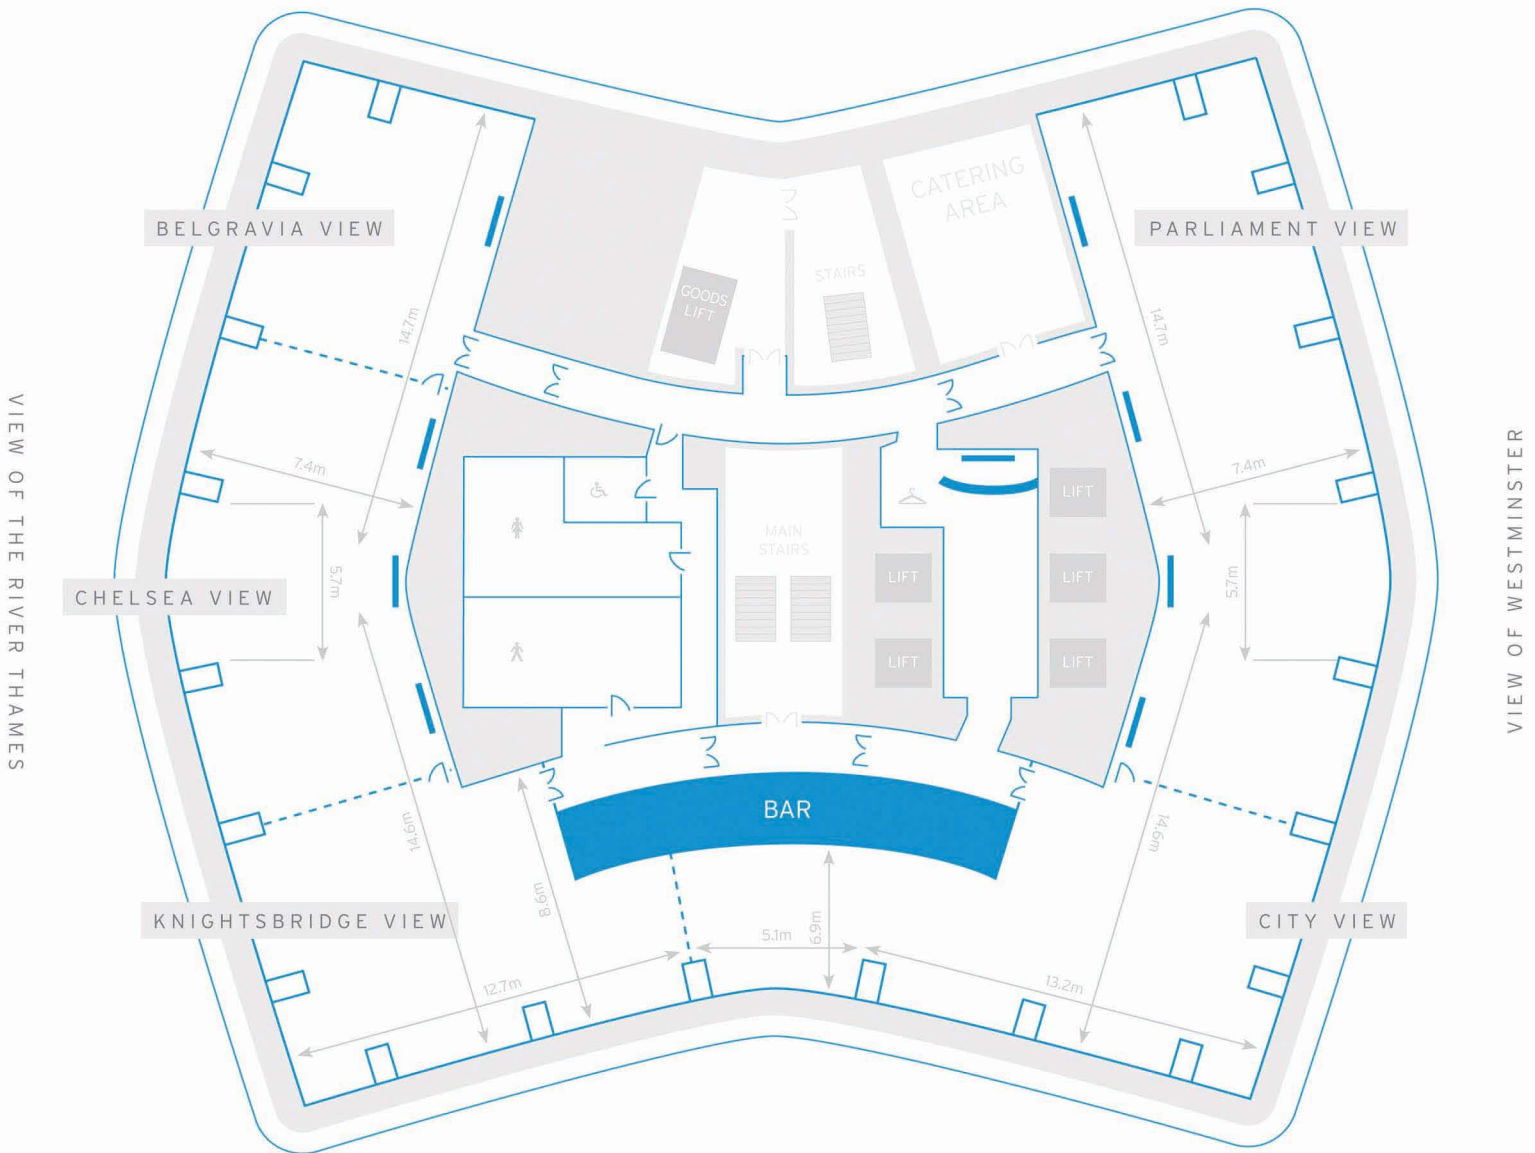 CATERING
AREA
BELGRAVIA VIEW
PARLIAMENT VIEW
STAIRS
GOODS
LIFT
14.7m
14.7m
VIEW OF THE RIVER THAMES
VIEW OF WESTMINSTER
7.4m
7.4m
LIFT
MAIN
STAIRS
5.7m
LIFT
LIFT
5.7m
CHELSEA VIEW
LIFT
LIFT
BAR
14.6m
14.6m
8.9m
KNIGHTSBRIDGE VIEW
6.9m
CITY VIEW
5.1m
12.7m
13.2m